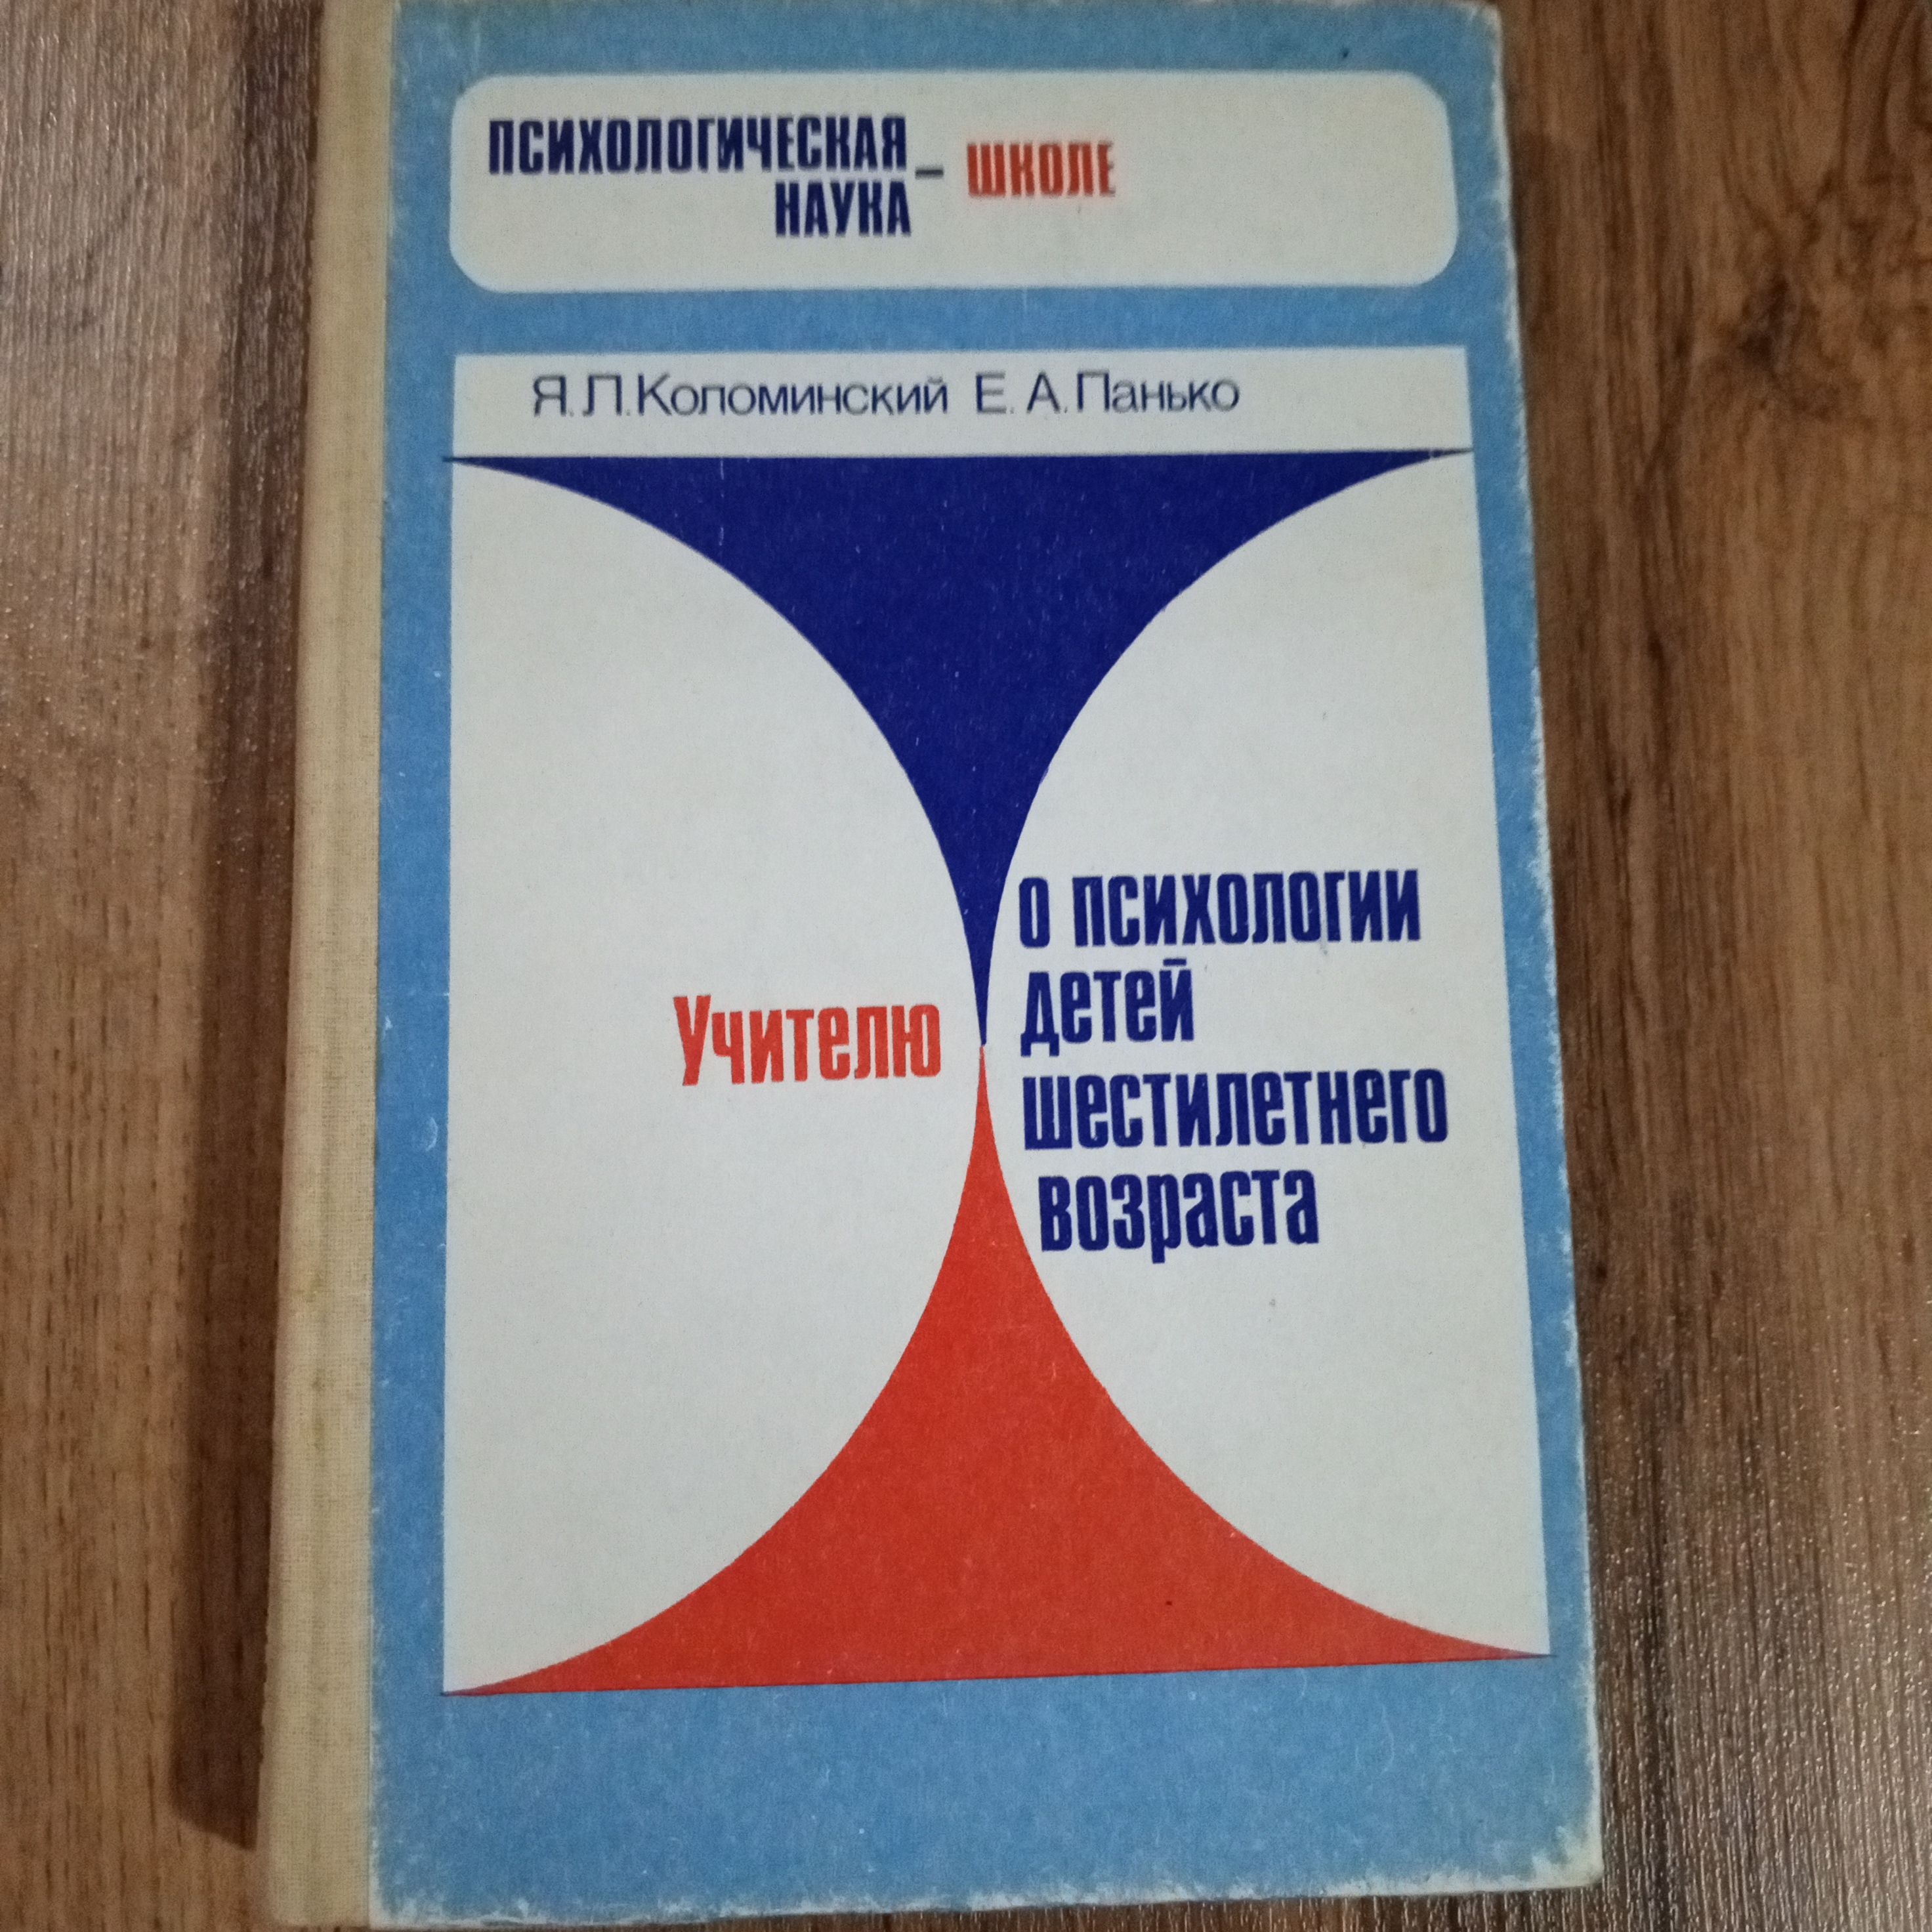 ПСИХОЛОГИЧЕСКАЯ
НАУКА – ШКОЛЕ
Я.Л.Коломинский Е.А.Панько
Учителю
о психологии
детей
шестилетнего
возраста